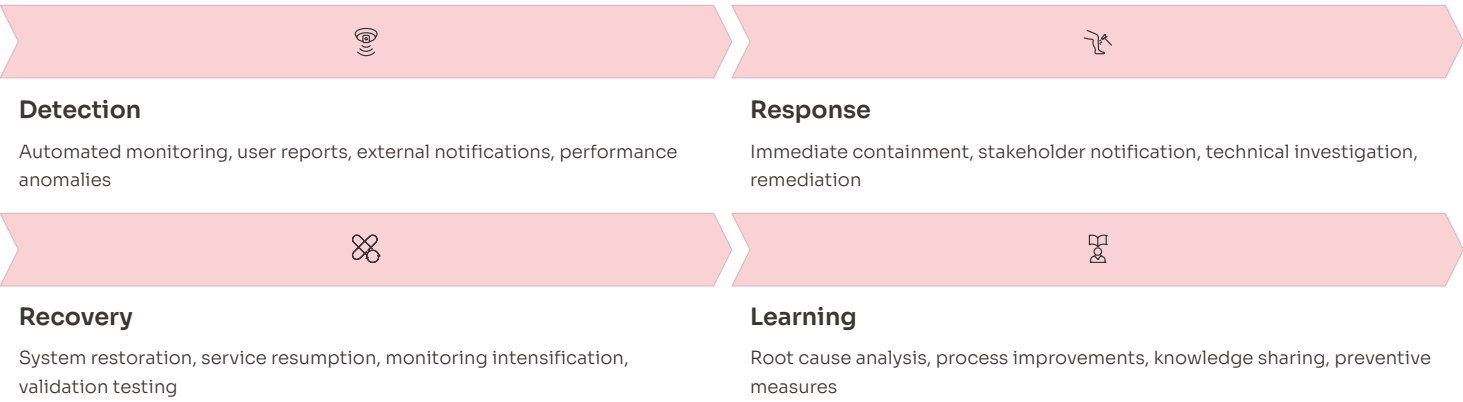 Detection
Automated monitoring, user reports, external notifications, performance
anomalies
Response
Immediate containment, stakeholder notification, technical investigation,
remediation
Recovery
System restoration, service resumption, monitoring intensification,
validation testing
Learning
Root cause analysis, process improvements, knowledge sharing, preventive
measures